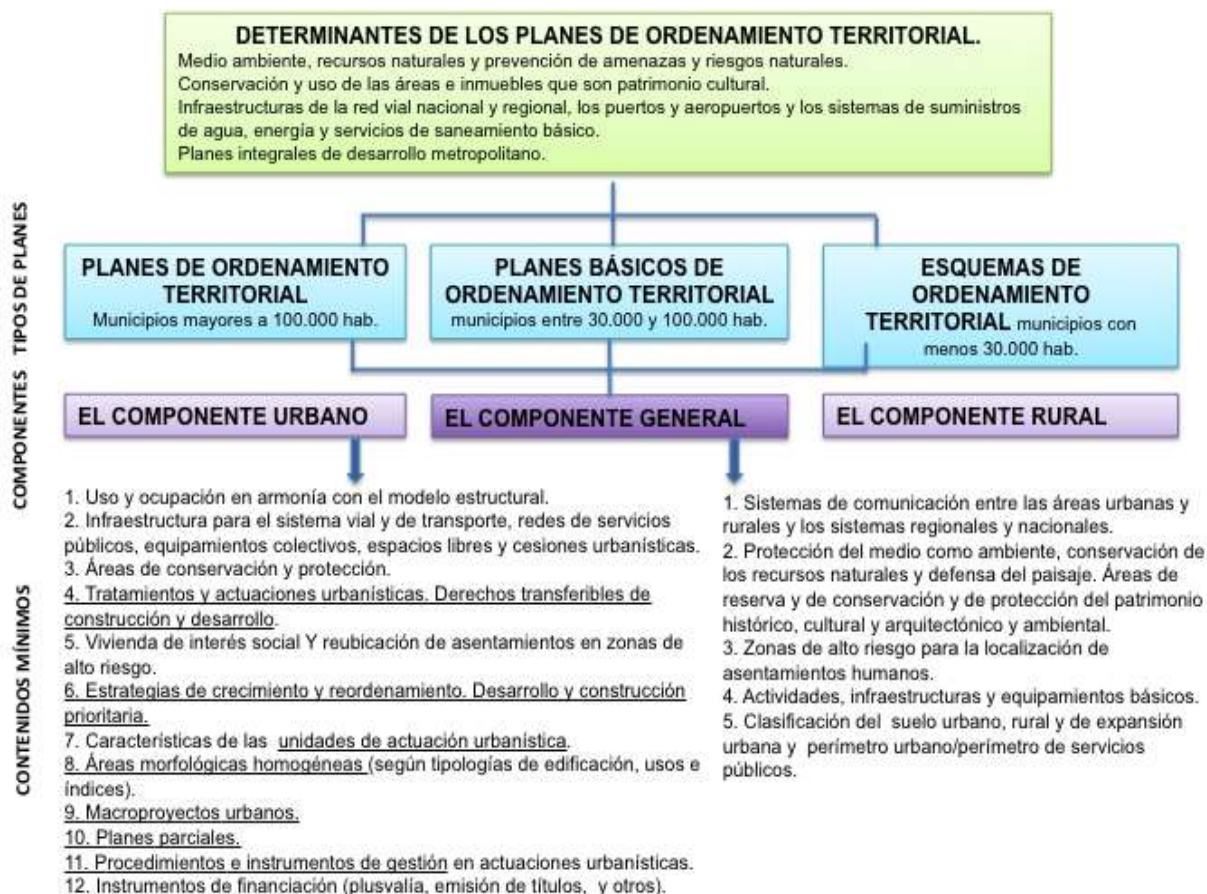 DETERMINANTES DE LOS PLANES DE ORDENAMIENTO TERRITORIAL.
Medio ambiente, recursos naturales y prevención de amenazas y riesgos naturales.
Conservación y uso de las áreas e inmuebles que son patrimonio cultural.
Infraestructuras de la red vial nacional y regional, los puertos y aeropuertos y los sistemas de suministros
de agua, energía y servicios de saneamiento básico.
Planes integrales de desarrollo metropolitano.
TIPOS DE PLANES
PLANES DE ORDENAMIENTO
TERRITORIAL
Municipios mayores a 100.000 hab.
PLANES BÁSICOS DE
ORDENAMIENTO TERRITORIAL
municipios entre 30.000 y 100.000 hab.
ESQUEMAS DE
ORDENAMIENTO
TERRITORIAL municipios con
menos 30.000 hab.
COMPONENTES
EL COMPONENTE URBANO
EL COMPONENTE GENERAL
EL COMPONENTE RURAL
CONTENIDOS MÍNIMOS
1. Uso y ocupación en armonía con el modelo estructural.
2. Infraestructura para el sistema vial y de transporte, redes de servicios
públicos, equipamientos colectivos, espacios libres y cesiones urbanísticas.
3. Áreas de conservación y protección.
4. Tratamientos y actuaciones urbanísticas. Derechos transferibles de
construcción y desarrollo.
5. Vivienda de interés social Y reubicación de asentamientos en zonas de
alto riesgo.
6. Estrategias de crecimiento y reordenamiento. Desarrollo y construcción
prioritaria.
7. Características de las unidades de actuación urbanística.
8. Áreas morfológicas homogéneas (según tipologías de edificación, usos e
índices).
9. Macroproyectos urbanos.
10. Planes parciales.
11. Procedimientos e instrumentos de gestión en actuaciones urbanísticas.
12. Instrumentos de financiación (plusvalía, emisión de títulos, y otros).
1. Sistemas de comunicación entre las áreas urbanas y
rurales y los sistemas regionales y nacionales.
2. Protección del medio como ambiente, conservación de
los recursos naturales y defensa del paisaje. Áreas de
reserva y de conservación y de protección del patrimonio
histórico, cultural y arquitectónico y ambiental.
3. Zonas de alto riesgo para la localización de
asentamientos humanos.
4. Actividades, infraestructuras y equipamientos básicos.
5. Clasificación del suelo urbano, rural y de expansión
urbana y perímetro urbano/perímetro de servicios
públicos.